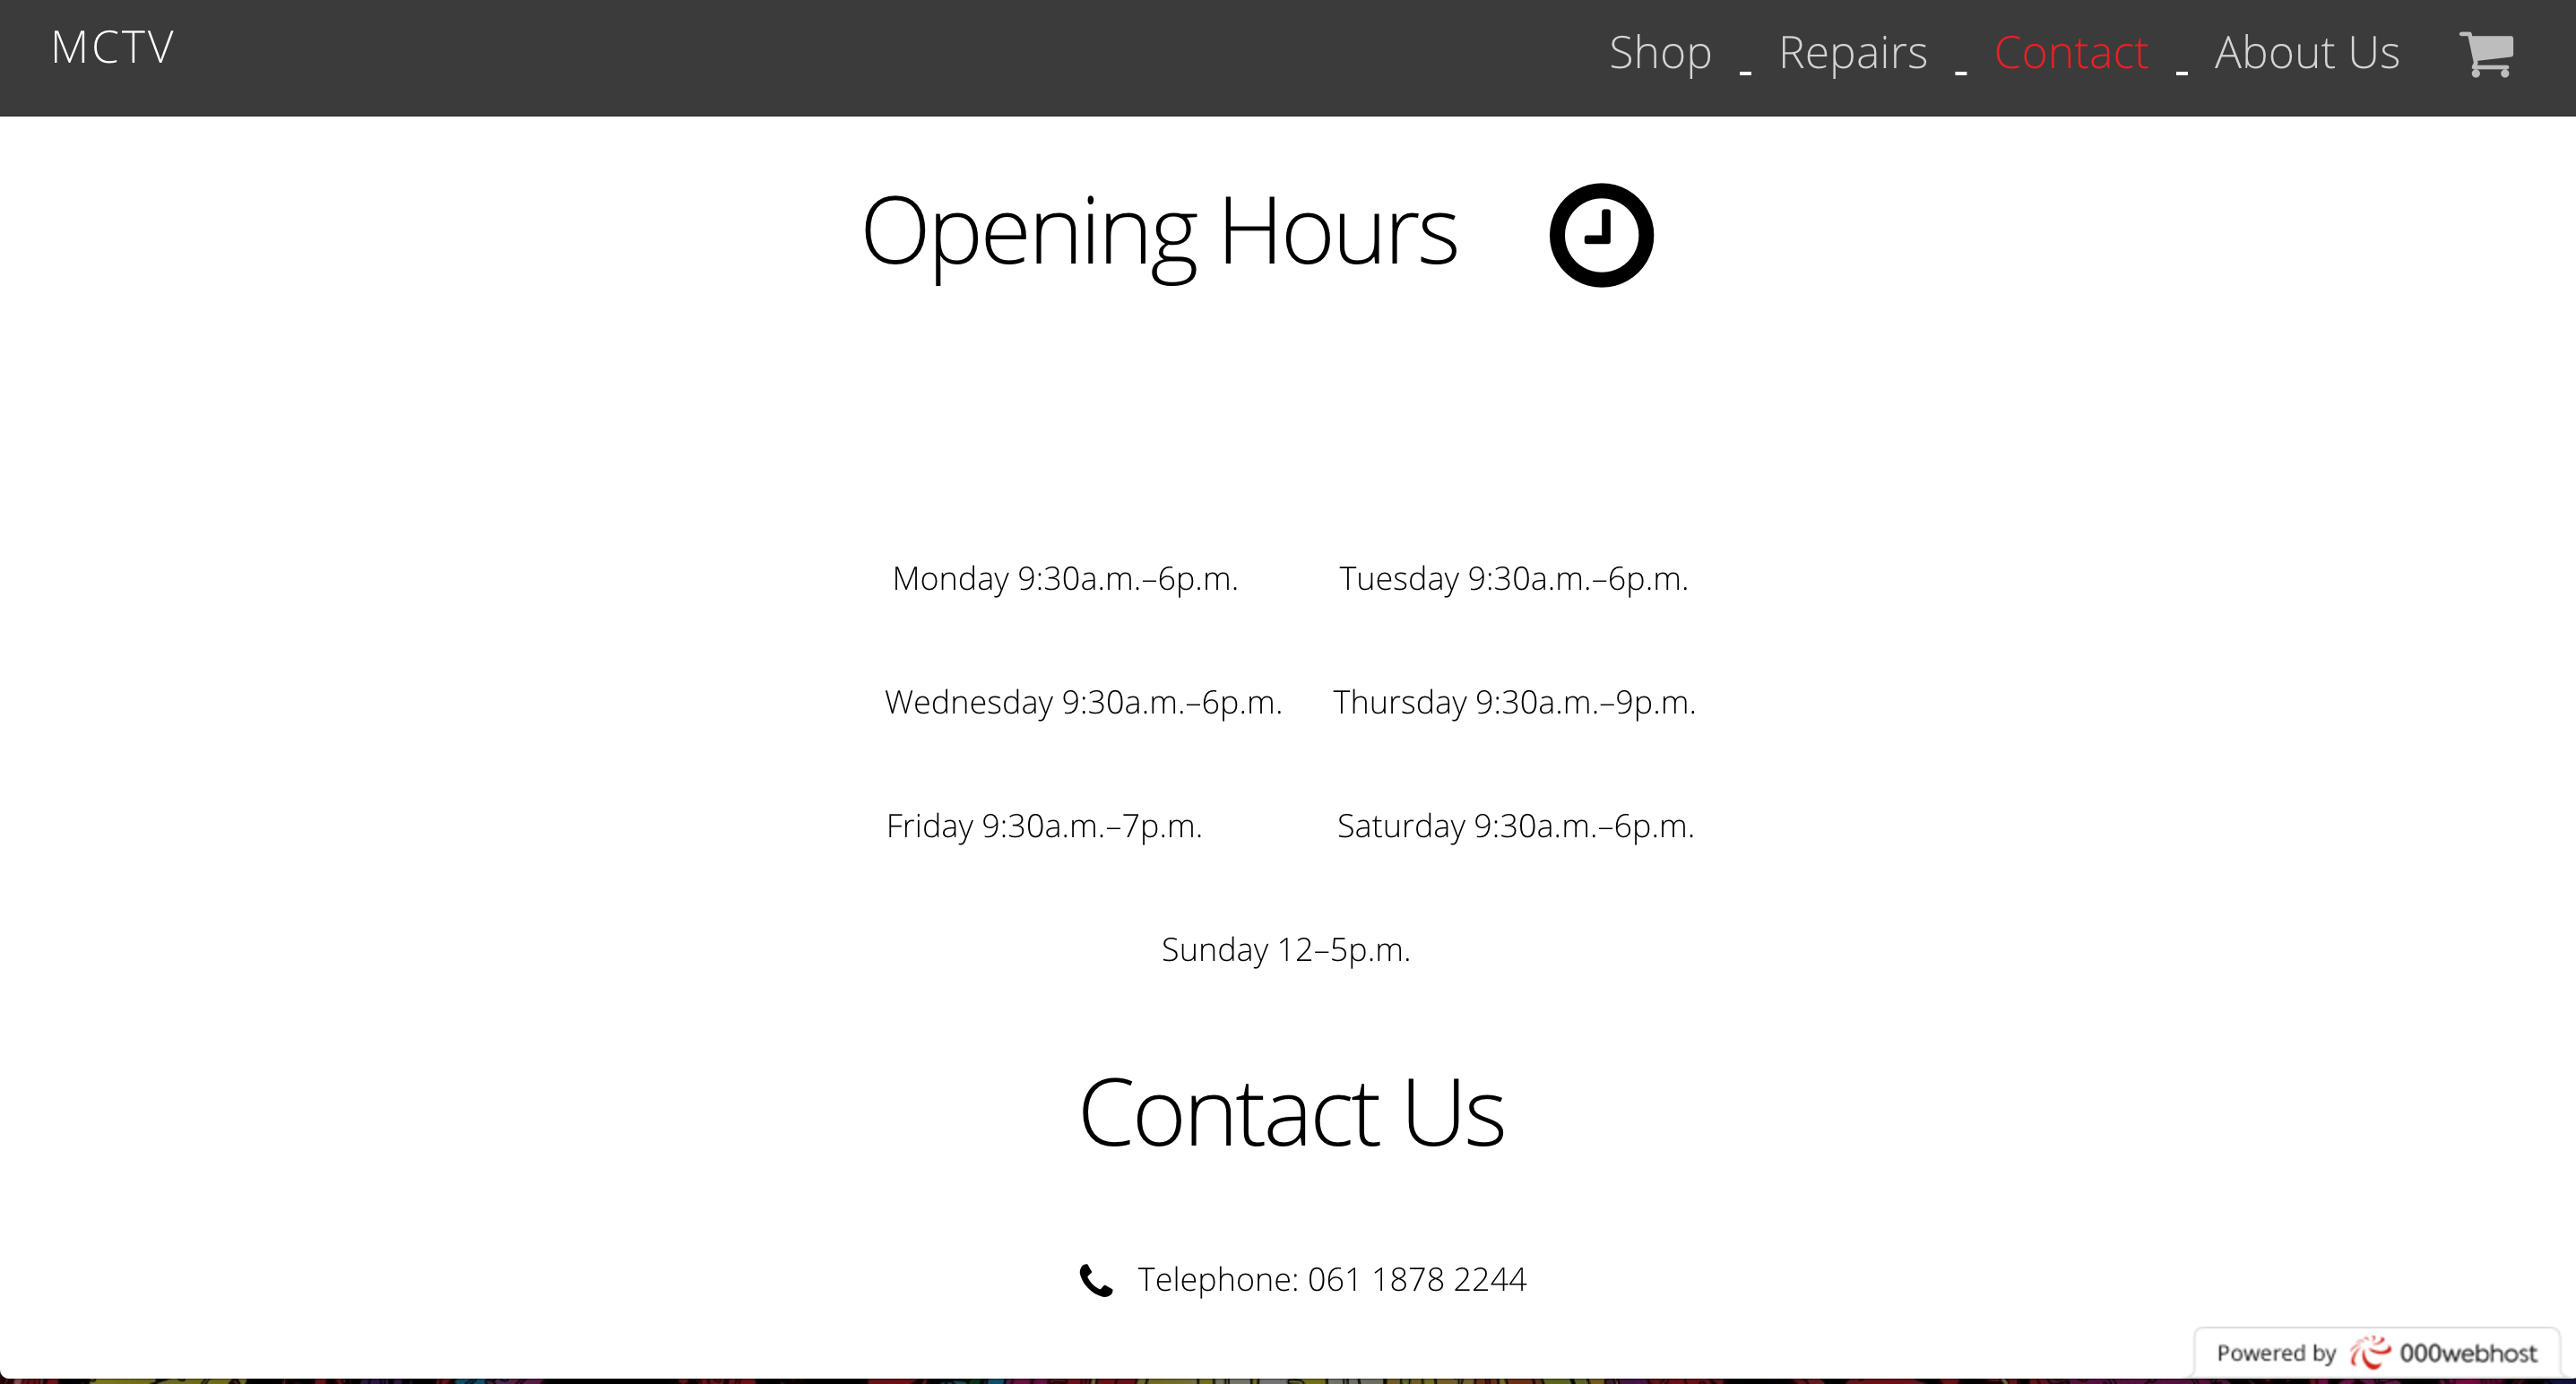 MCTV
Shop - Repairs - Contact - About Us
Opening Hours
Monday 9:30a.m.–6p.m. Tuesday 9:30a.m.–6p.m.
Wednesday 9:30a.m.–6p.m. Thursday 9:30a.m.–9p.m.
Friday 9:30a.m.–7p.m. Saturday 9:30a.m.–6p.m.
Sunday 12–5p.m.
Contact Us
Telephone: 061 1878 2244
Powered by 000webhost